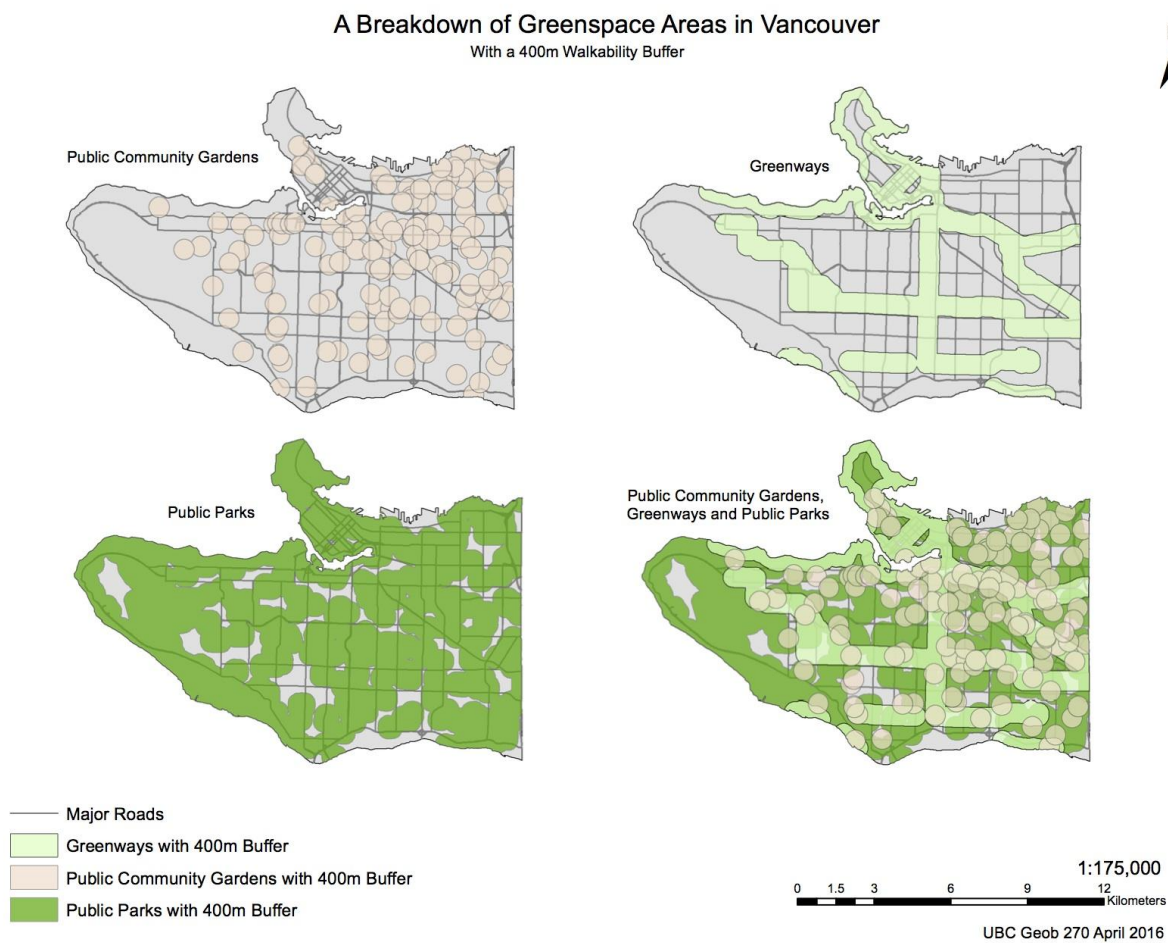 A Breakdown of Greenspace Areas in Vancouver
With a 400m Walkability Buffer
Public Community Gardens
Greenways
Public Parks
Public Community Gardens,
Greenways and Public Parks
Major Roads
Greenways with 400m Buffer
Public Community Gardens with 400m Buffer
Public Parks with 400m Buffer
1:175,000
0 1.5 3 6 9 12
Kilometers
UBC Geob 270 April 2016